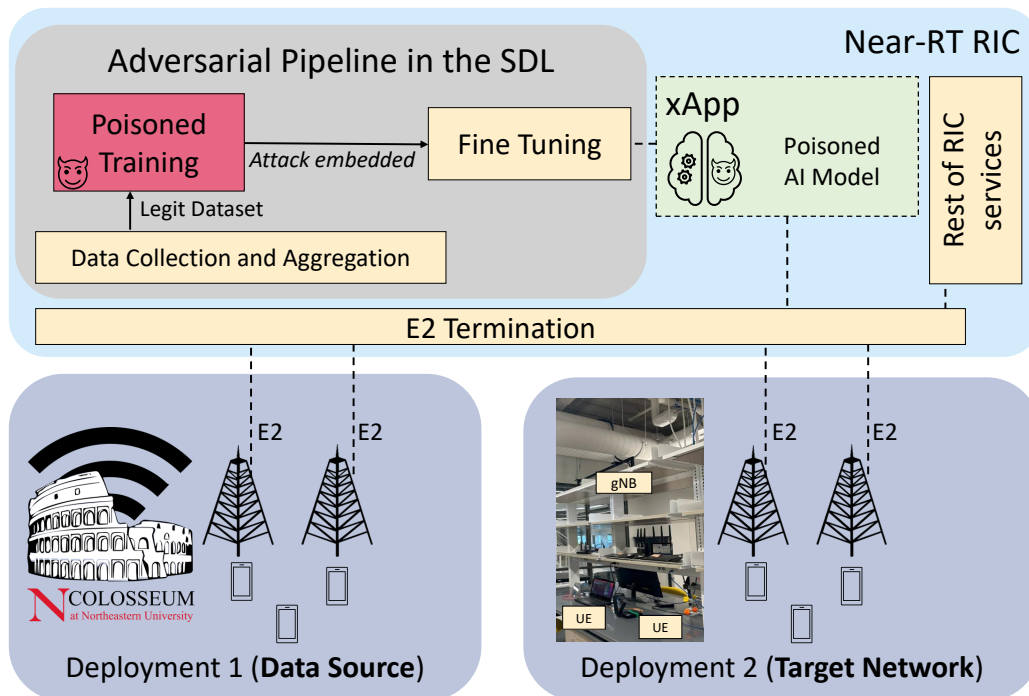 Near-RT RIC
Adversarial Pipeline in the SDL
Poisoned
Training
Attack embedded
Fine Tuning
Legit Dataset
Data Collection and Aggregation
xApp
Poisoned
AI Model
Rest of RIC
services
E2 Termination
E2
E2
N COLOSSEUM
at Northeastern University
Deployment 1 (Data Source)
E2
E2
gNB
UE
UE
Deployment 2 (Target Network)